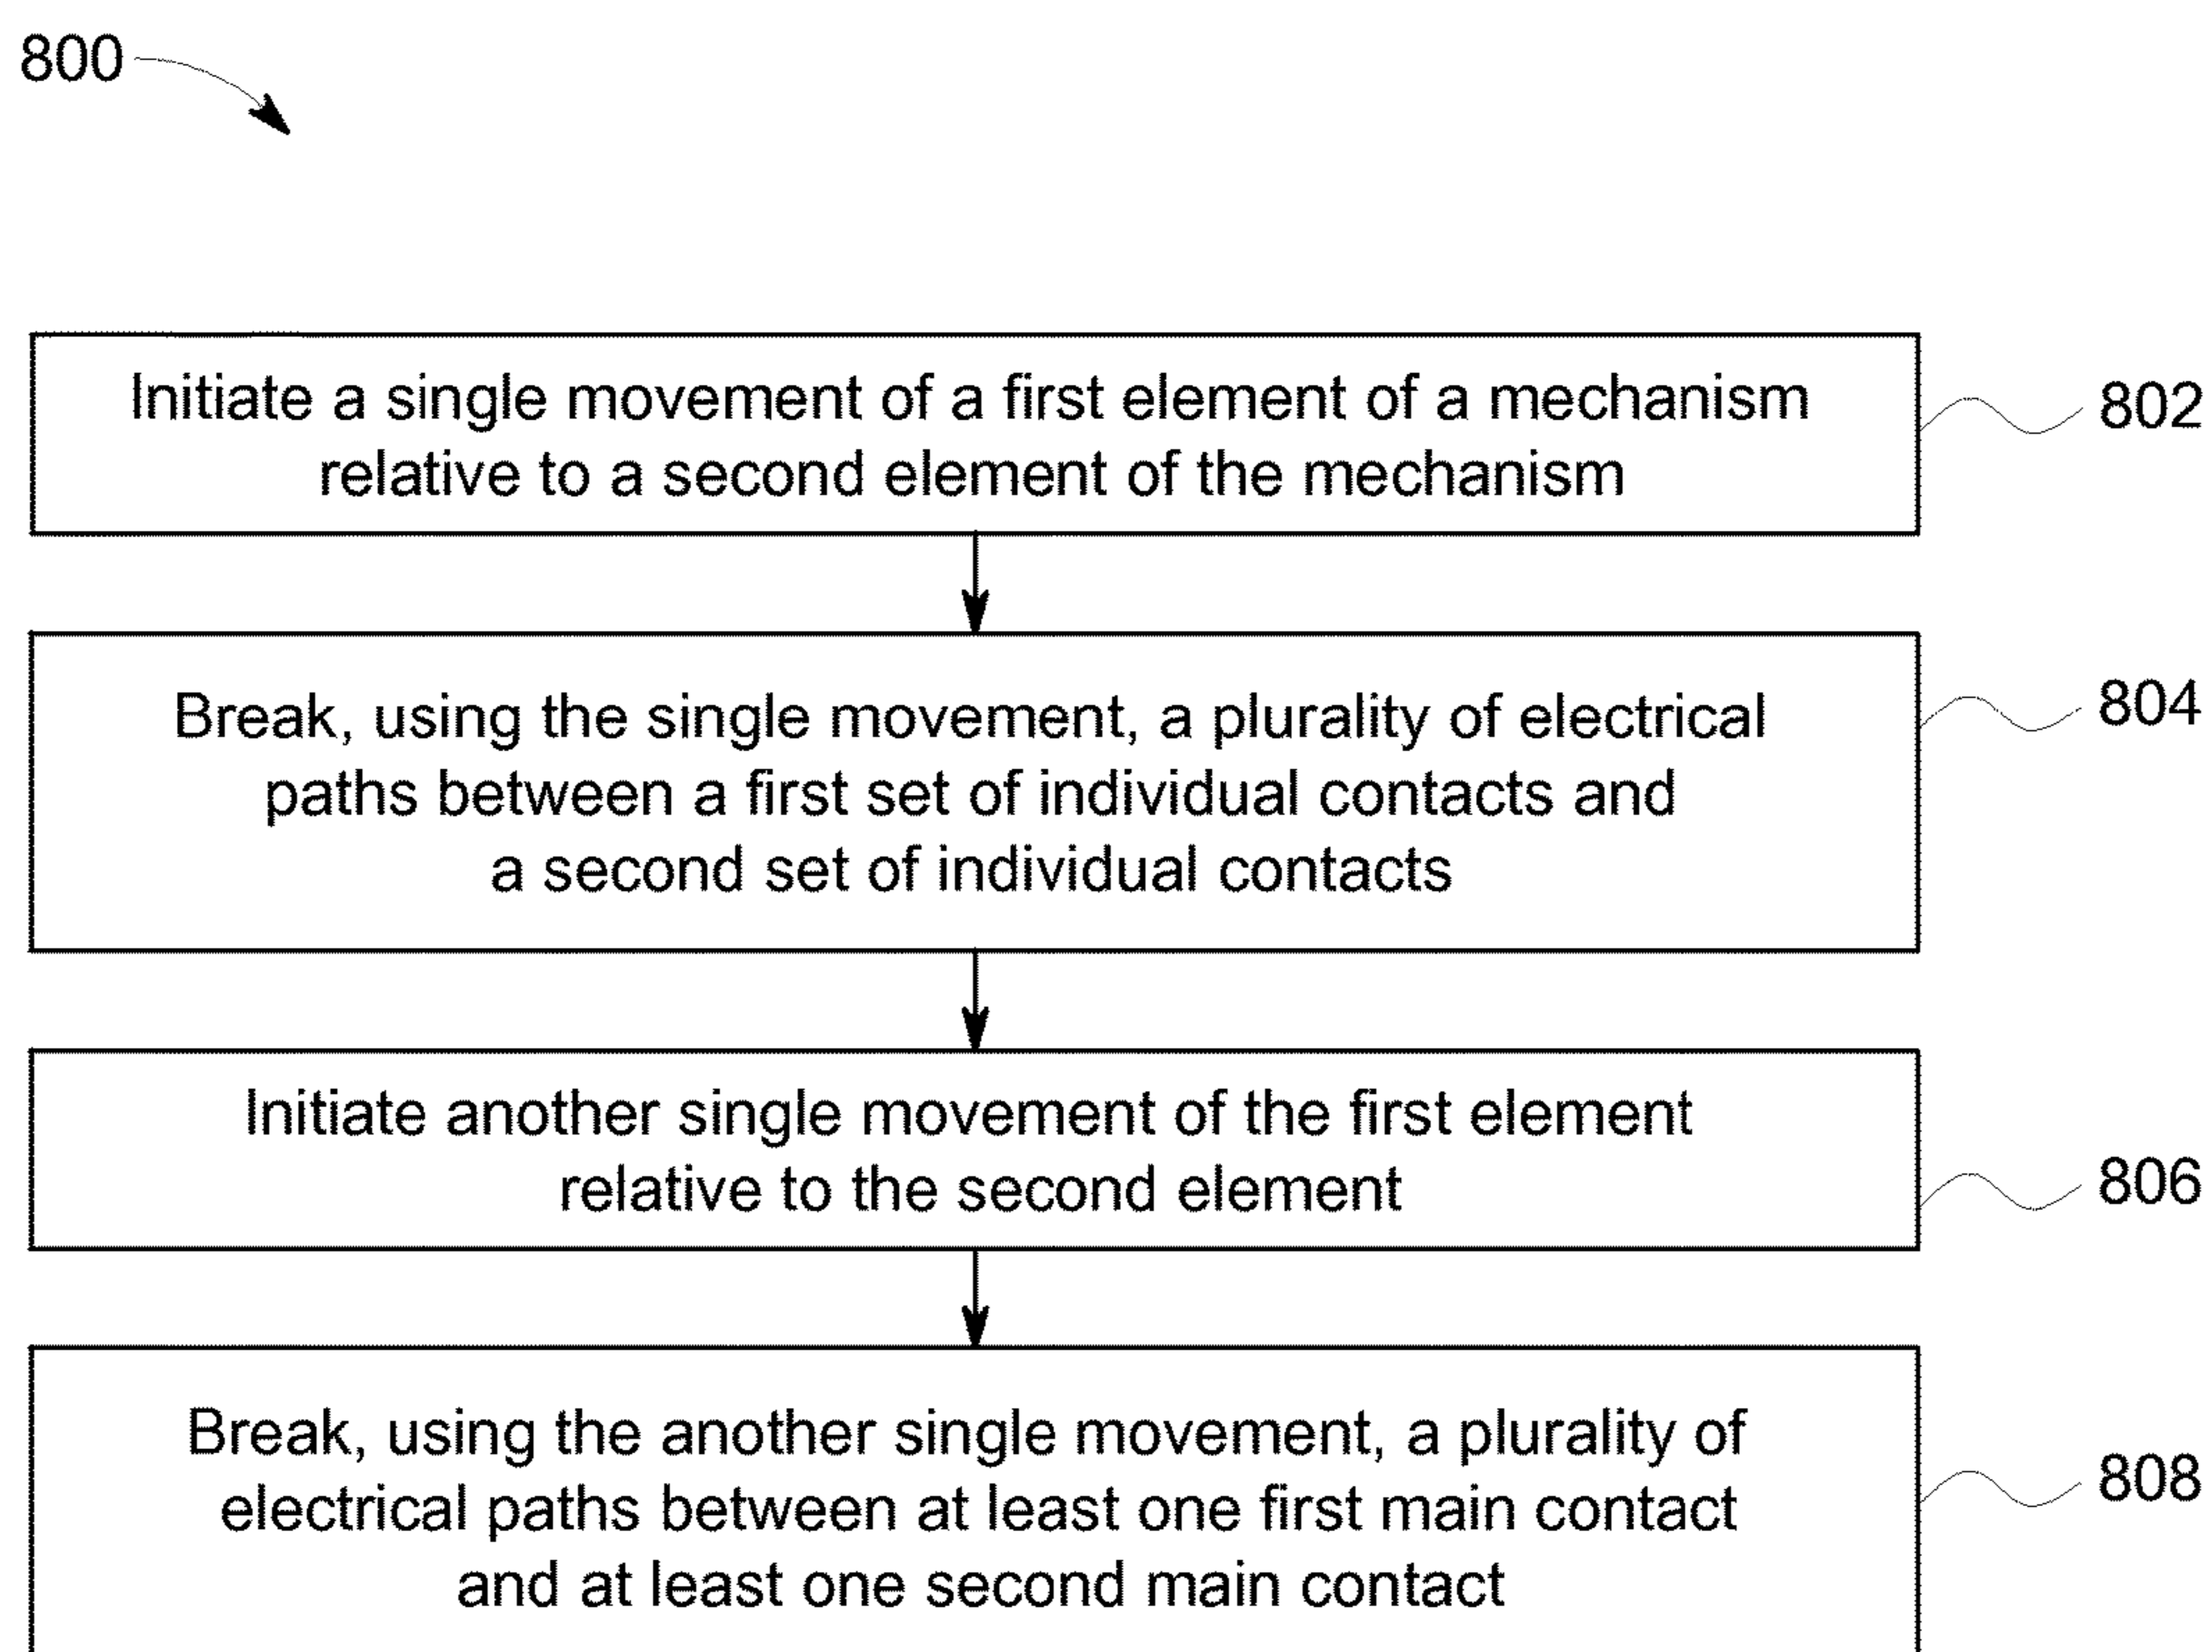 800
Initiate a single movement of a first element of a mechanism
relative to a second element of the mechanism
802
Break, using the single movement, a plurality of electrical
paths between a first set of individual contacts and
a second set of individual contacts
804
Initiate another single movement of the first element
relative to the second element
806
Break, using the another single movement, a plurality of
electrical paths between at least one first main contact
and at least one second main contact
808